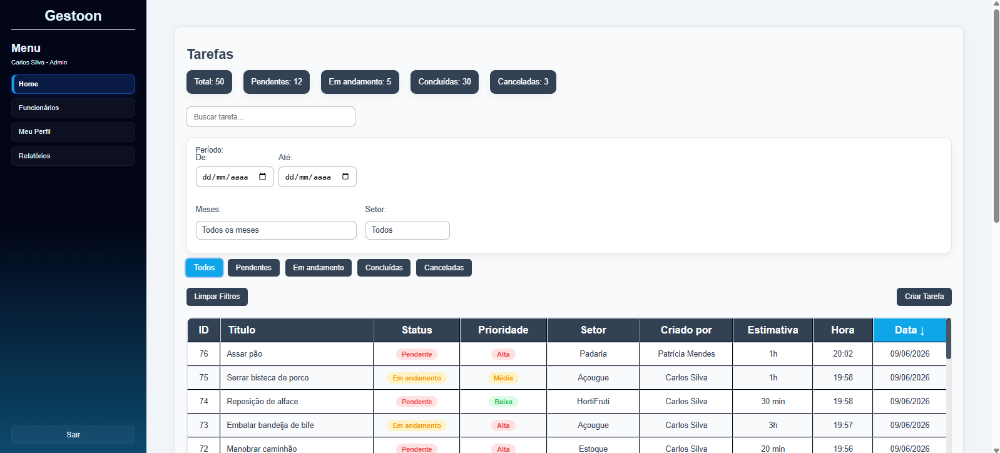 Gestoon
Menu
Carlos Silva - Admin
Home
Funcionários
Meu Perfil
Relatórios
Sair
Tarefas
Total: 50 Pendentes: 12 Em andamento: 5 Concluídas: 30 Canceladas: 3
Buscar tarefa...
Período:
De: Até:
dd/mm/aaaa dd/mm/aaaa
Meses: Setor:
Todos os meses Todos
Todos Pendentes Em andamento Concluídas Canceladas
Limpar Filtros Criar Tarefa
ID Título Status Prioridade Setor Criado por Estimativa Hora Data ↓
76 Assar pão Pendente Alta Padaria Patrícia Mendes 1h 20:02 09/06/2026
75 Serrar bisteca de porco Em andamento Média Açougue Carlos Silva 1h 19:58 09/06/2026
74 Reposição de alface Pendente Baixa HortiFruti Carlos Silva 30 min 19:58 09/06/2026
73 Embalar bandeija de bife Em andamento Alta Açougue Carlos Silva 3h 19:57 09/06/2026
72 Manobrar caminhão Pendente Alta Estoque Carlos Silva 20 min 19:56 09/06/2026